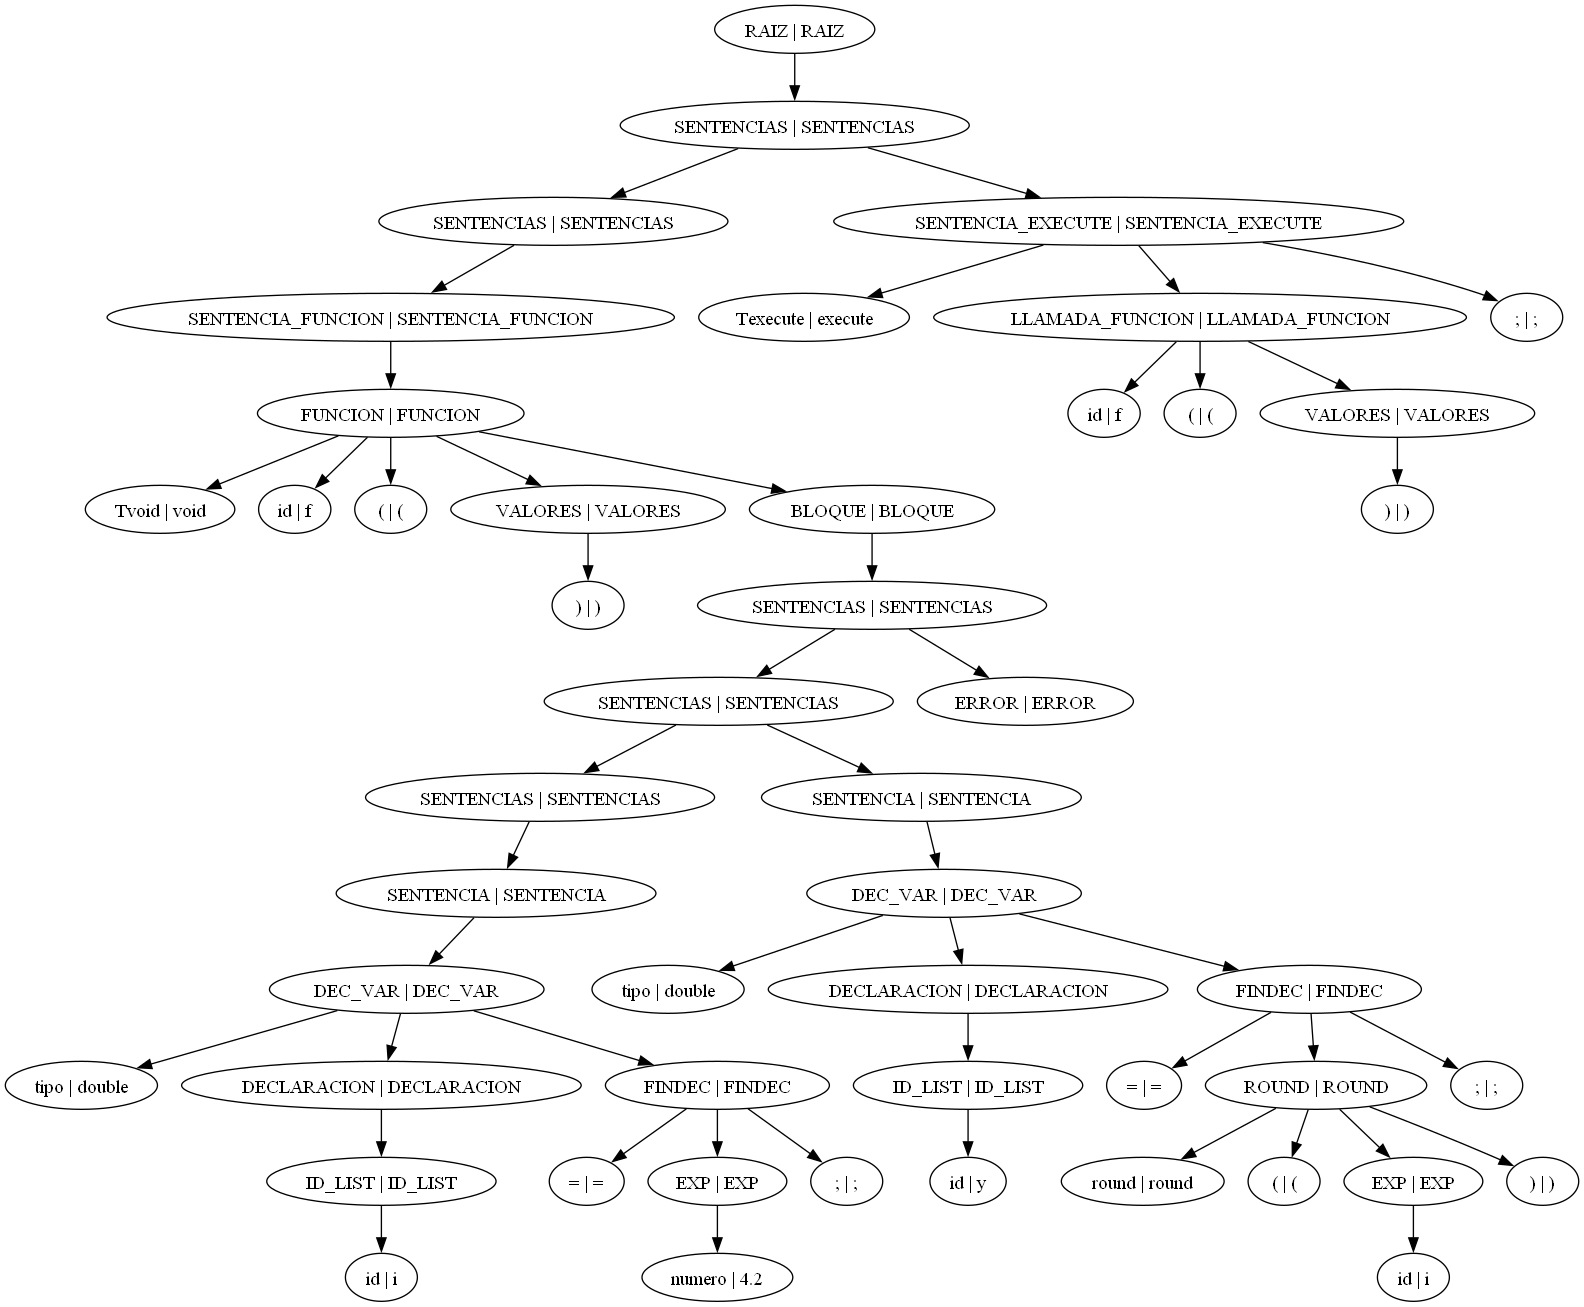 RAIZ | RAIZ
SENTENCIAS | SENTENCIAS
SENTENCIAS | SENTENCIAS
SENTENCIA_EXECUTE | SENTENCIA_EXECUTE
SENTENCIA_FUNCION | SENTENCIA_FUNCION
Texecute | execute
LLAMADA_FUNCION | LLAMADA_FUNCION
; | ;
FUNCION | FUNCION
id | f
( | (
VALORES | VALORES
Tvoid | void
id | f
( | (
VALORES | VALORES
BLOQUE | BLOQUE
) | )
) | )
SENTENCIAS | SENTENCIAS
SENTENCIAS | SENTENCIAS
ERROR | ERROR
SENTENCIAS | SENTENCIAS
SENTENCIA | SENTENCIA
SENTENCIA | SENTENCIA
DEC_VAR | DEC_VAR
DEC_VAR | DEC_VAR
tipo | double
DECLARACION | DECLARACION
FINDEC | FINDEC
tipo | double
DECLARACION | DECLARACION
FINDEC | FINDEC
ID_LIST | ID_LIST
= | =
ROUND | ROUND
; | ;
ID_LIST | ID_LIST
= | =
EXP | EXP
; | ;
id | y
round | round
( | (
EXP | EXP
) | )
id | i
numero | 4.2
id | i